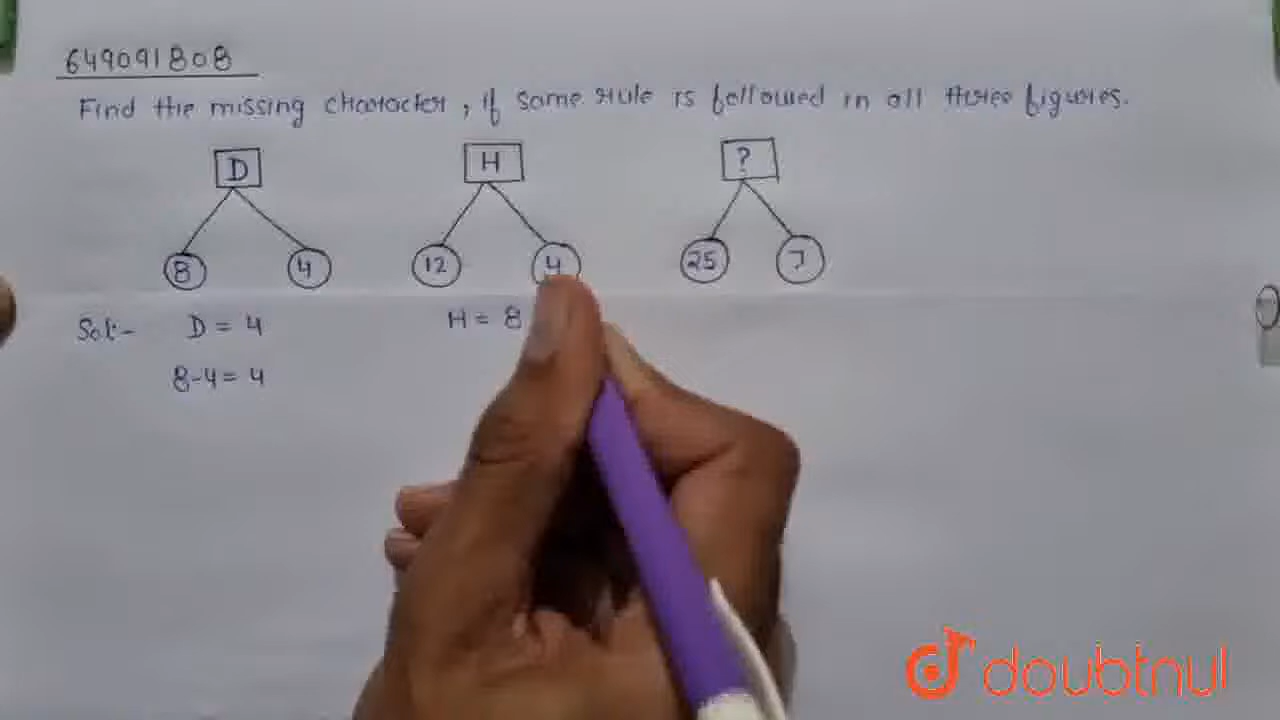 649091808
Find the missing character, if same rule is followed in all three figures.
D H ?
8 4 12 4 25 7
Sol:- D = 4 H = 8
8-4 = 4
doubtnut